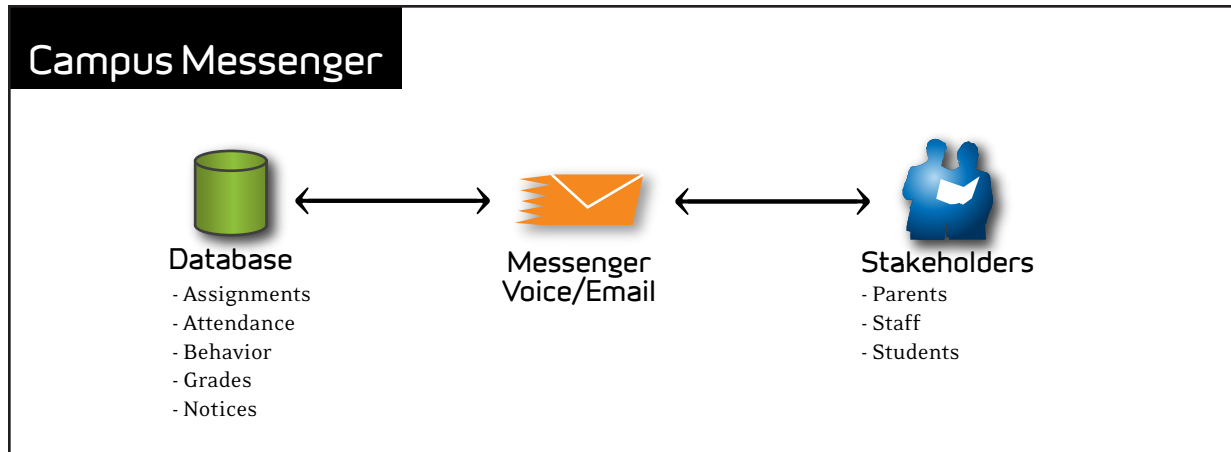 Campus Messenger
Database
- Assignments
- Attendance
- Behavior
- Grades
- Notices
Messenger
Voice/Email
Stakeholders
- Parents
- Staff
- Students